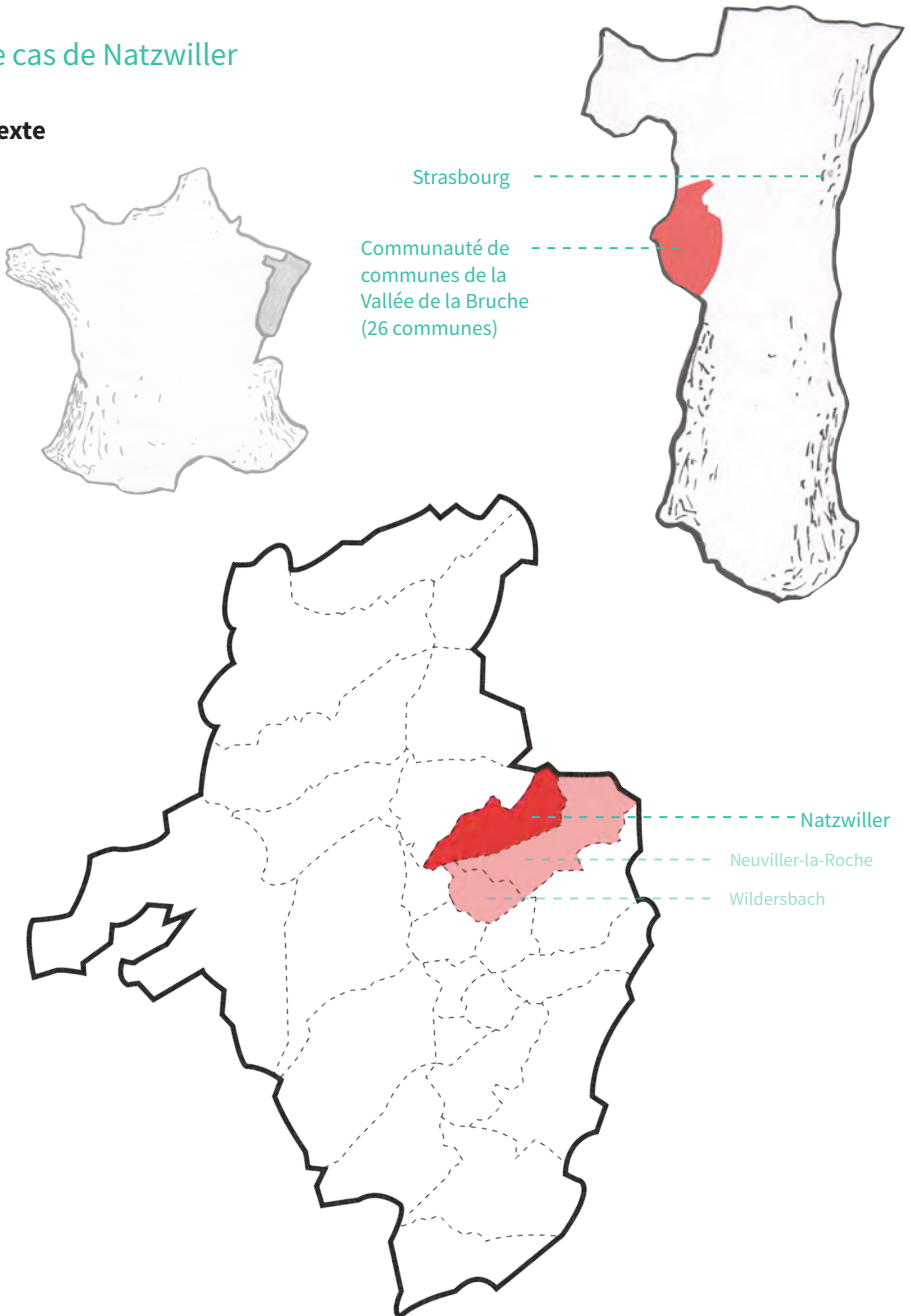 e cas de Natzwiller
exte
Strasbourg
Communauté de
communes de la
Vallée de la Bruche
(26 communes)
Natzwiller
Neuviller-la-Roche
Wildersbach